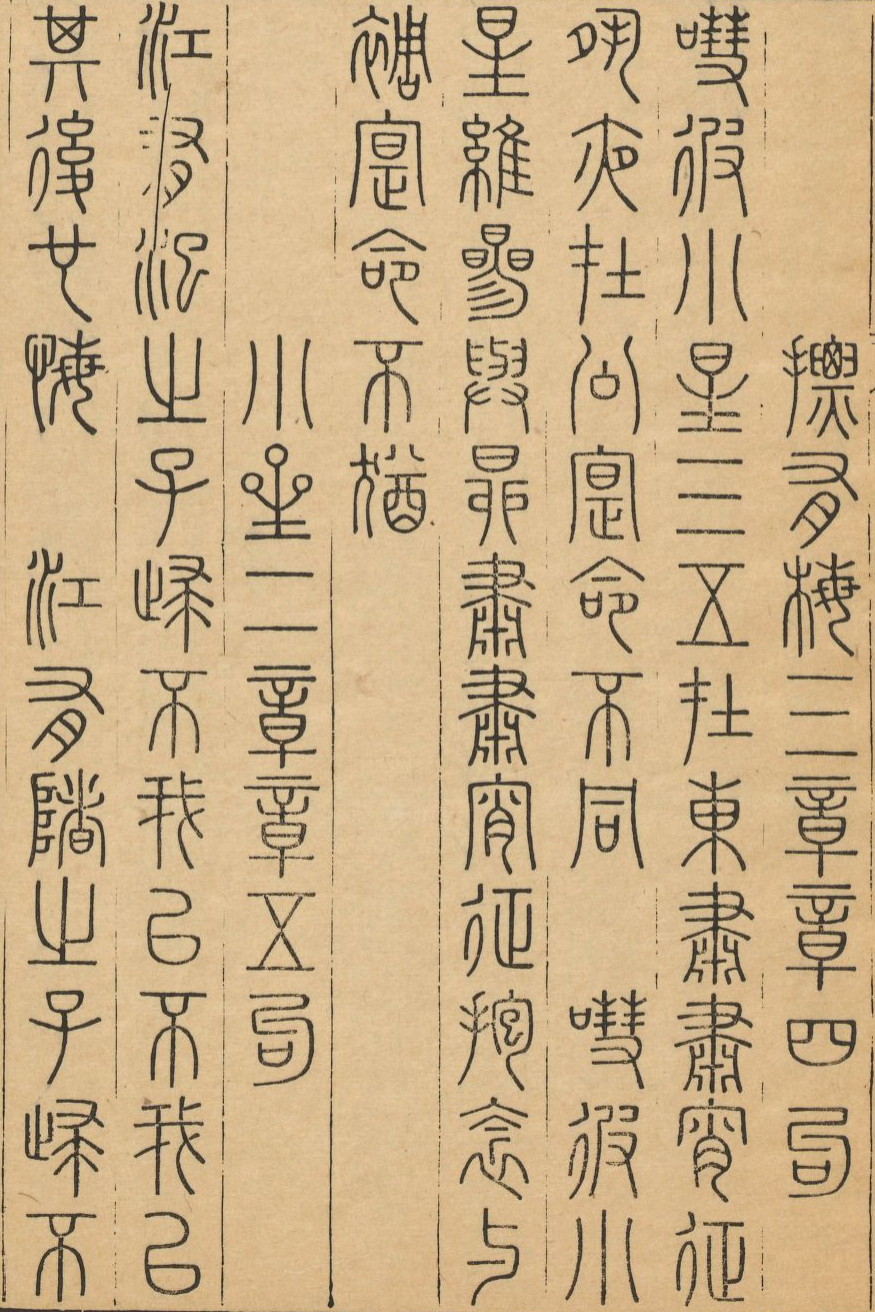 摽有梅三章章四句
嘒彼小星三五在東肅肅宵征
夙夜在公寔命不同　嘒彼小
星維參與昴肅肅宵征抱衾与
裯寔命不猶
小星二章章五句
江有汜之子歸不我以不我以
其後也悔　江有陼之子歸不